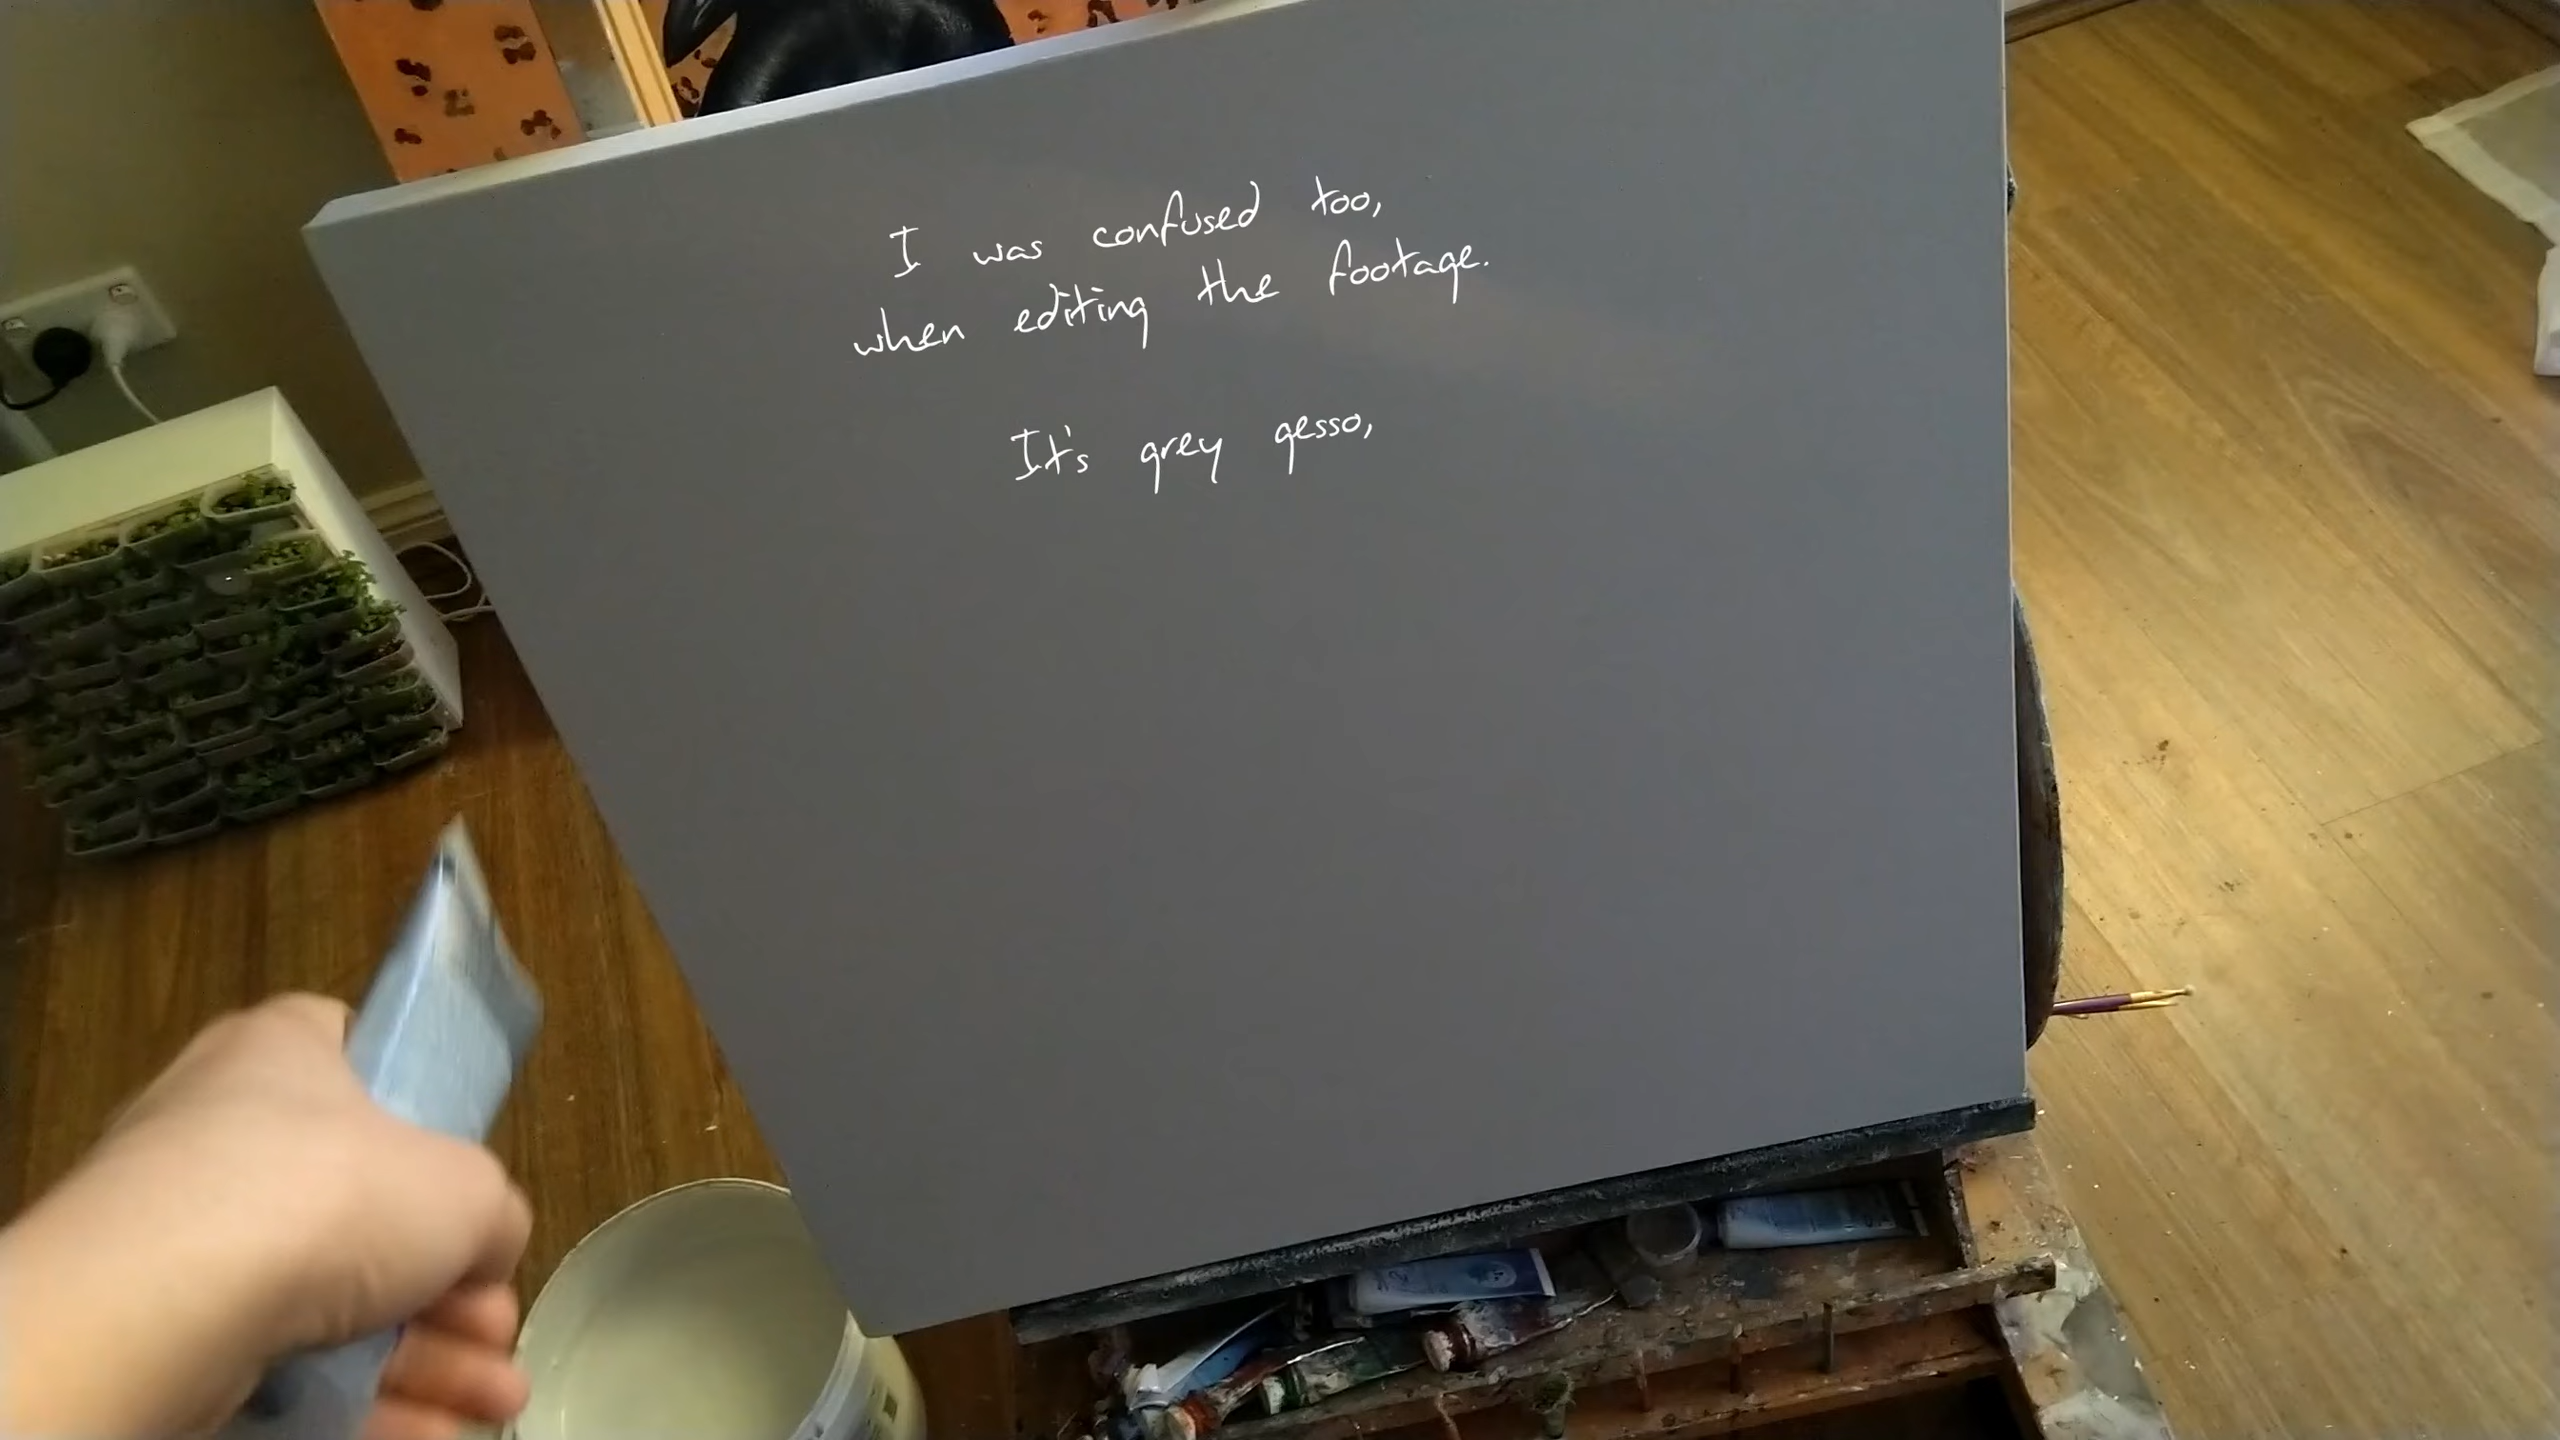 I was confused too,
when editing the footage.
It's grey gesso,